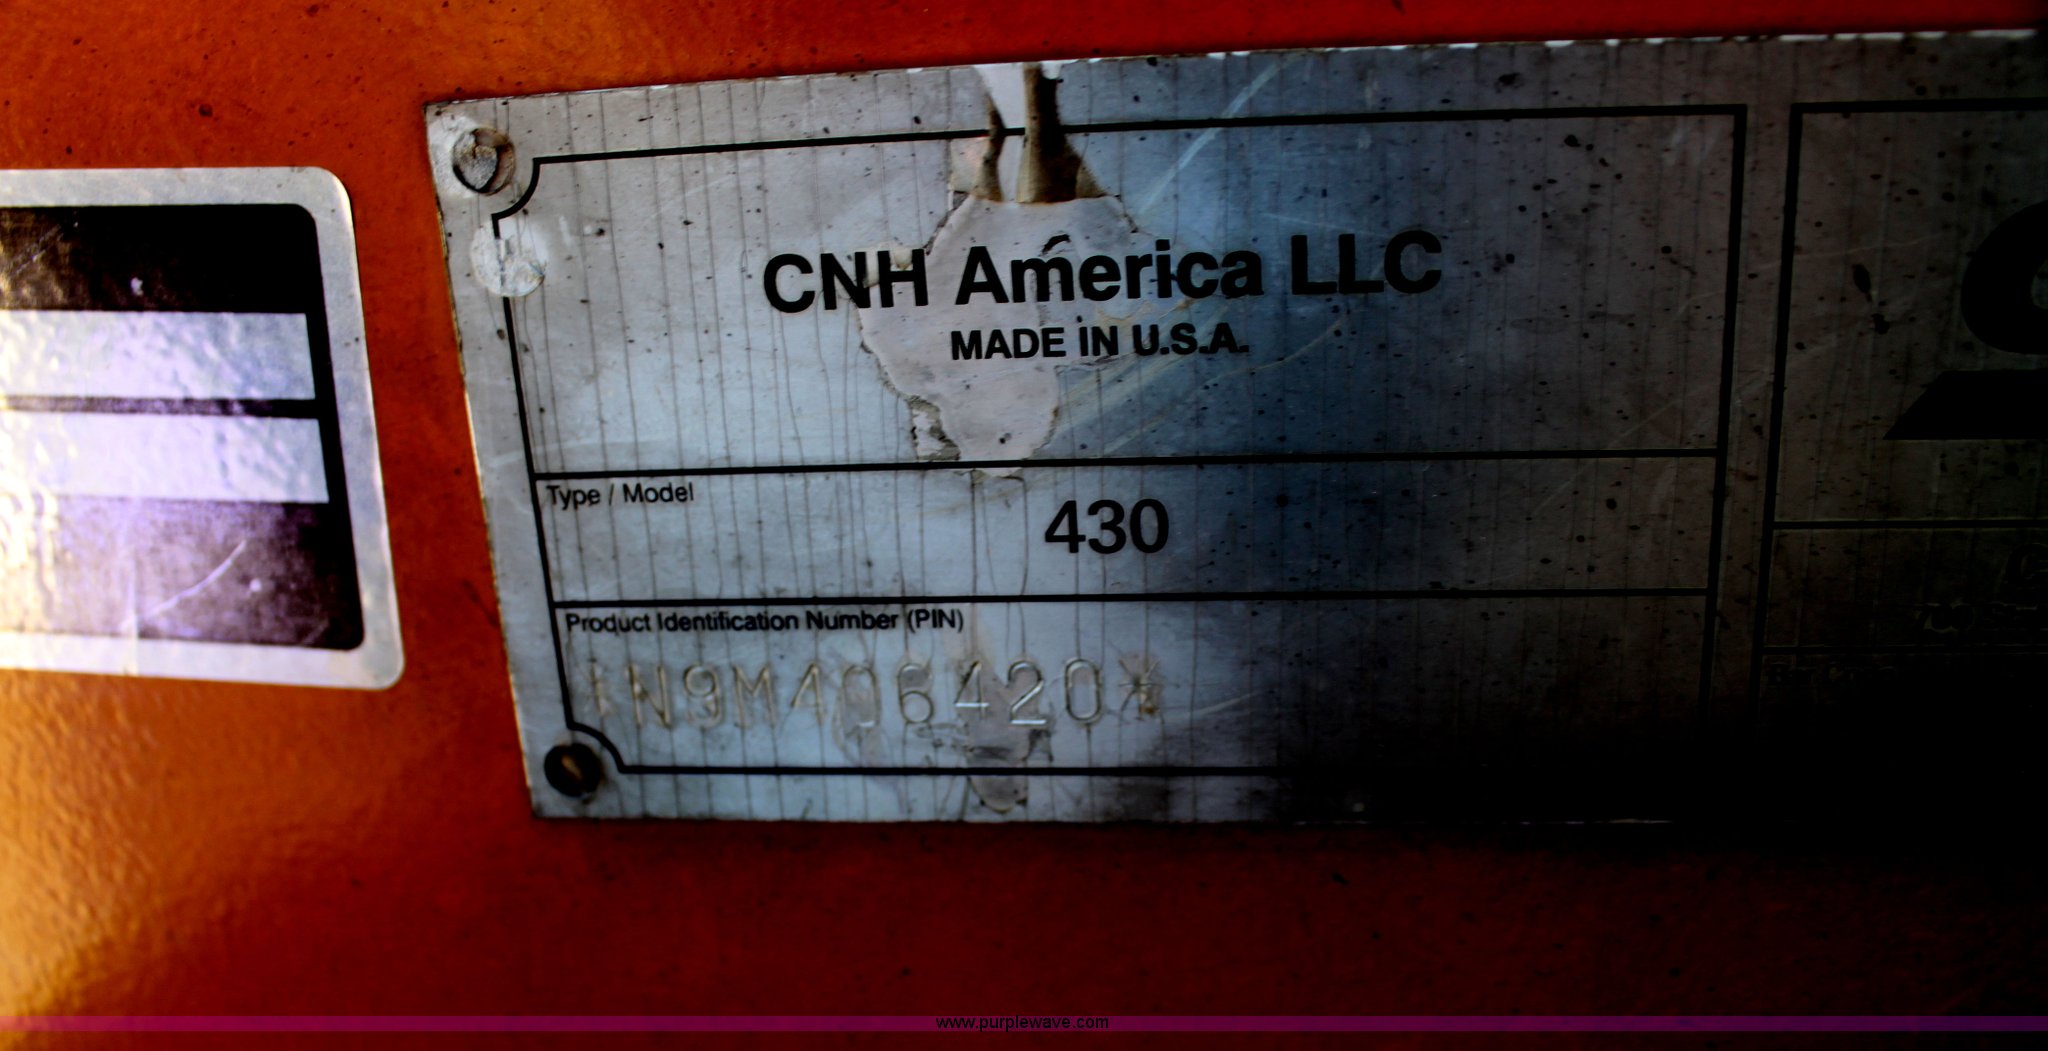 CNH America LLC
MADE IN U.S.A.
Type / Model
430
Product Identification Number (PIN)
*N9M406420*
www.purplewave.com